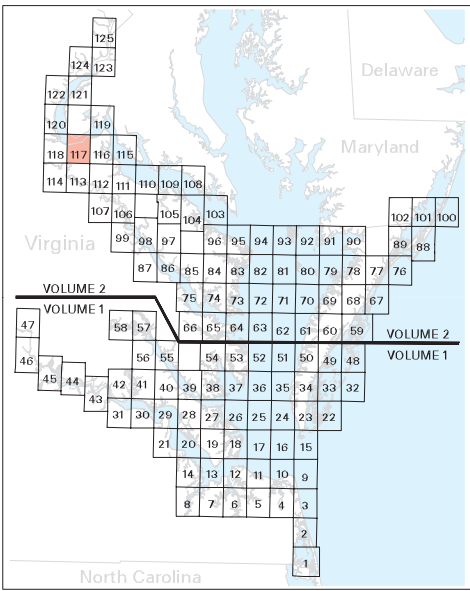 125
124 123
Delaware
122 121
120 119
Maryland
118 117 116 115
114 113 112 111 110 109 108
107 106 105 104 103 102 101 100
Virginia
99 98 97 96 95 94 93 92 91 90 89 88
87 86 85 84 83 82 81 80 79 78 77 76
VOLUME 2
75 74 73 72 71 70 69 68 67
VOLUME 1
47 58 57 66 65 64 63 62 61 60 59
VOLUME 2
VOLUME 1
46 56 55 54 53 52 51 50 49 48
45 44 43 42 41 40 39 38 37 36 35 34 33 32
31 30 29 28 27 26 25 24 23 22
21 20 19 18 17 16 15
14 13 12 11 10 9
8 7 6 5 4 3
2
1
North Carolina